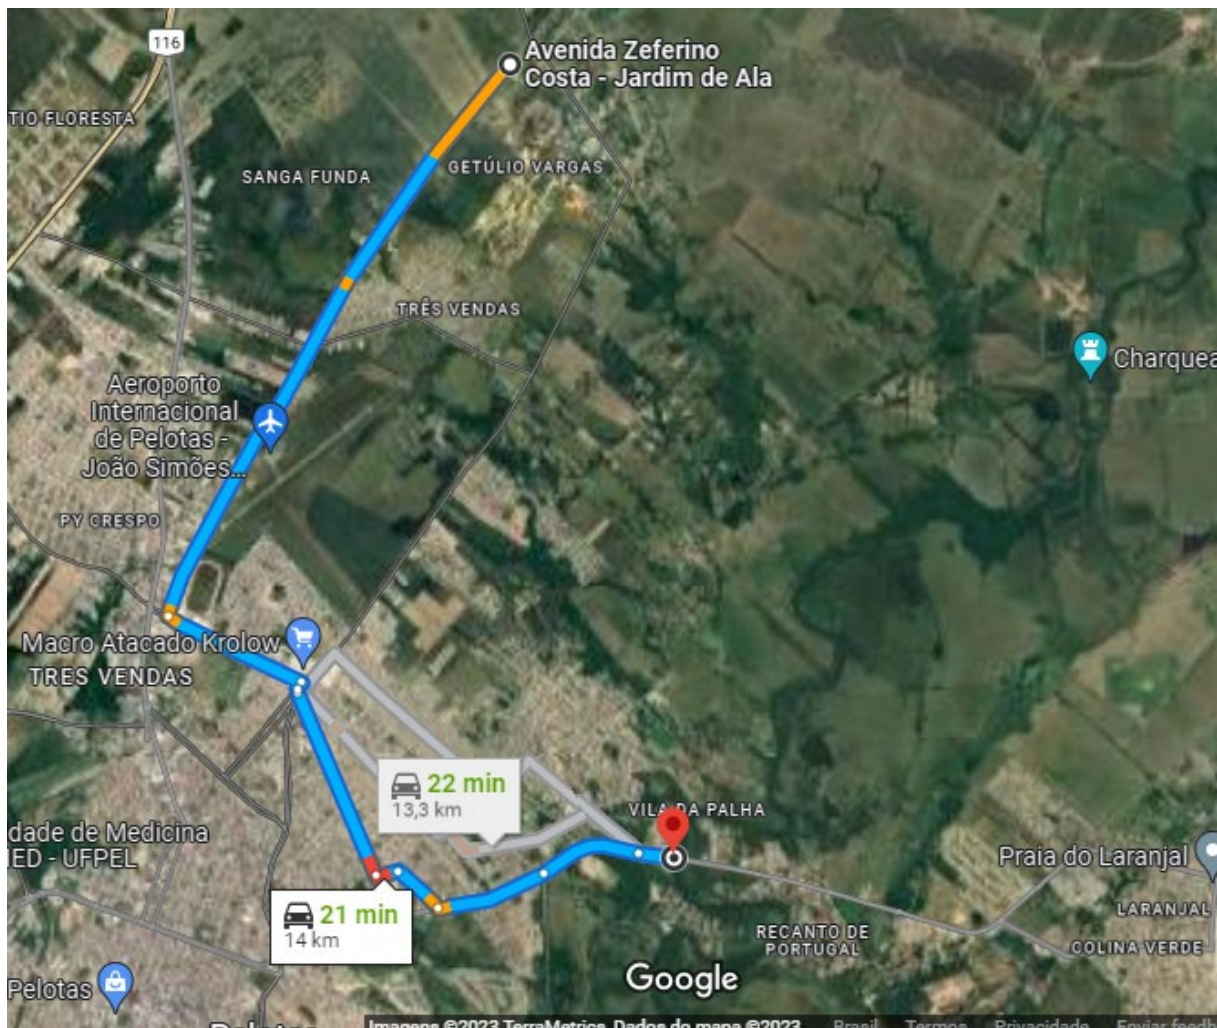 116
Avenida Zeferino
Costa - Jardim de Ala
TIO FLORESTA
GETÚLIO VARGAS
SANGA FUNDA
TRÊS VENDAS
Charquea
Aeroporto
Internacional
de Pelotas -
João Simões...
PY CRESPO
Macro Atacado Krolow
TRES VENDAS
22 min
13,3 km
VILA DA PALHA
dade de Medicina
IED - UFPEL
Praia do Laranjal
21 min
14 km
LARANJAL
RECANTO DE
PORTUGAL
COLINA VERDE
Google
Pelotas
Pelotas
Imagens ©2023 TerraMetrics, Dados do mapa ©2023
Brasil
Termos
Privacidade
Enviar feedb